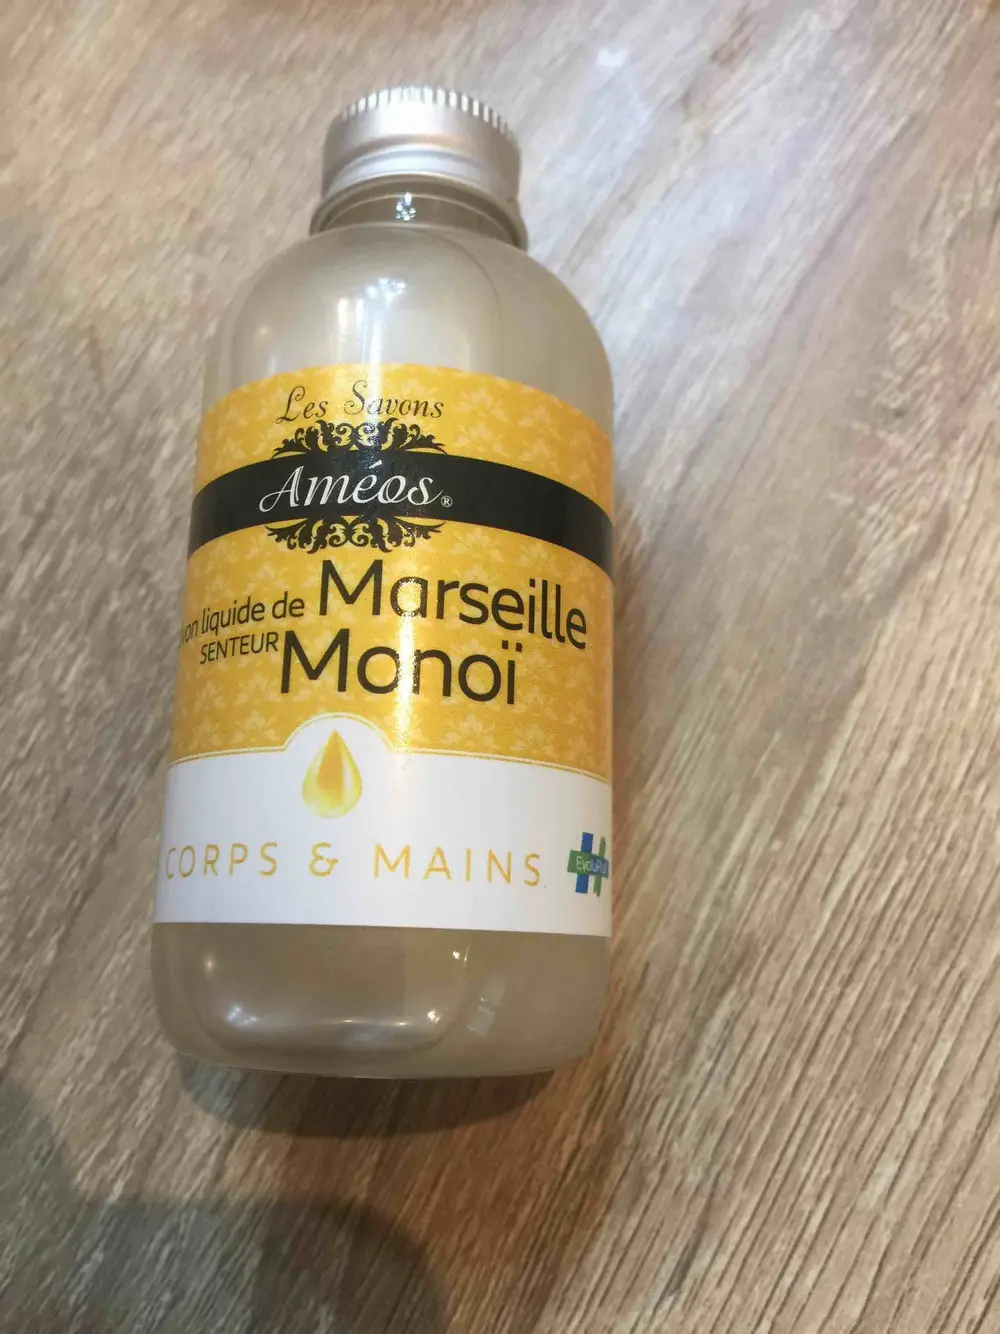 Les Savons
Améos®
liquide de Marseille
SENTEUR Monoï
CORPS & MAINS